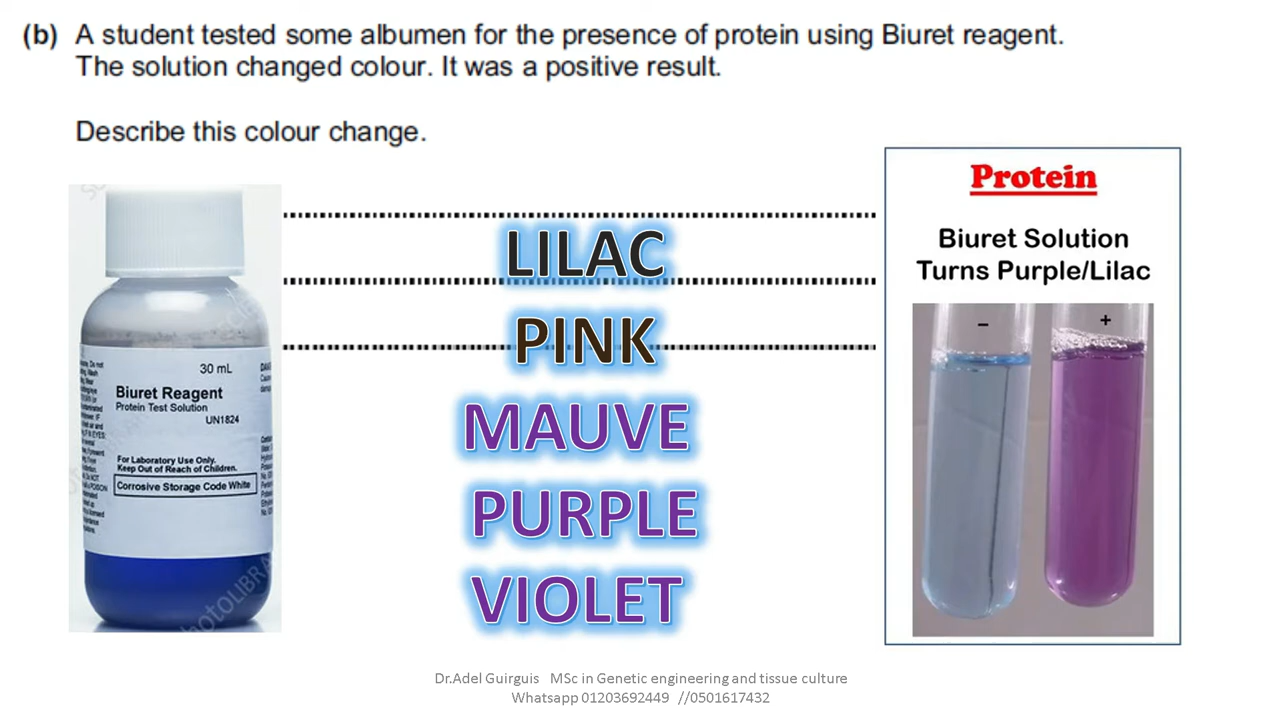 (b) A student tested some albumen for the presence of protein using Biuret reagent.
The solution changed colour. It was a positive result.
Describe this colour change.
LILAC
PINK
MAUVE
PURPLE
VIOLET
30 mL
Biuret Reagent
Protein Test Solution
UN1824
For Laboratory Use Only.
Keep Out of Reach of Children.
Corrosive Storage Code White
Protein
Biuret Solution
Turns Purple/Lilac
– +
Dr.Adel Guirguis MSc in Genetic engineering and tissue culture
Whatsapp 01203692449 //0501617432